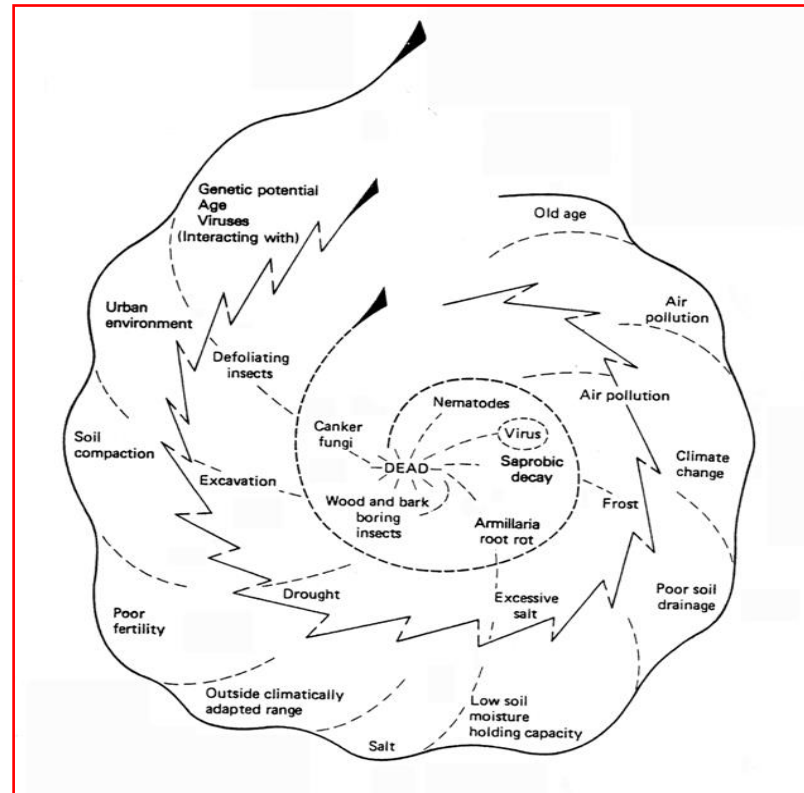 Genetic potential
Age
Viruses
(Interacting with)
Old age
Urban
environment
Air
pollution
Defoliating
insects
Air pollution
Nematodes
Canker
fungi
Virus
Soil
compaction
DEAD
Saprobic
decay
Climate
change
Excavation
Wood and bark
boring
insects
Frost
Armillaria
root rot
Drought
Excessive
salt
Poor soil
drainage
Poor
fertility
Outside climatically
adapted range
Low soil
moisture
holding capacity
Salt